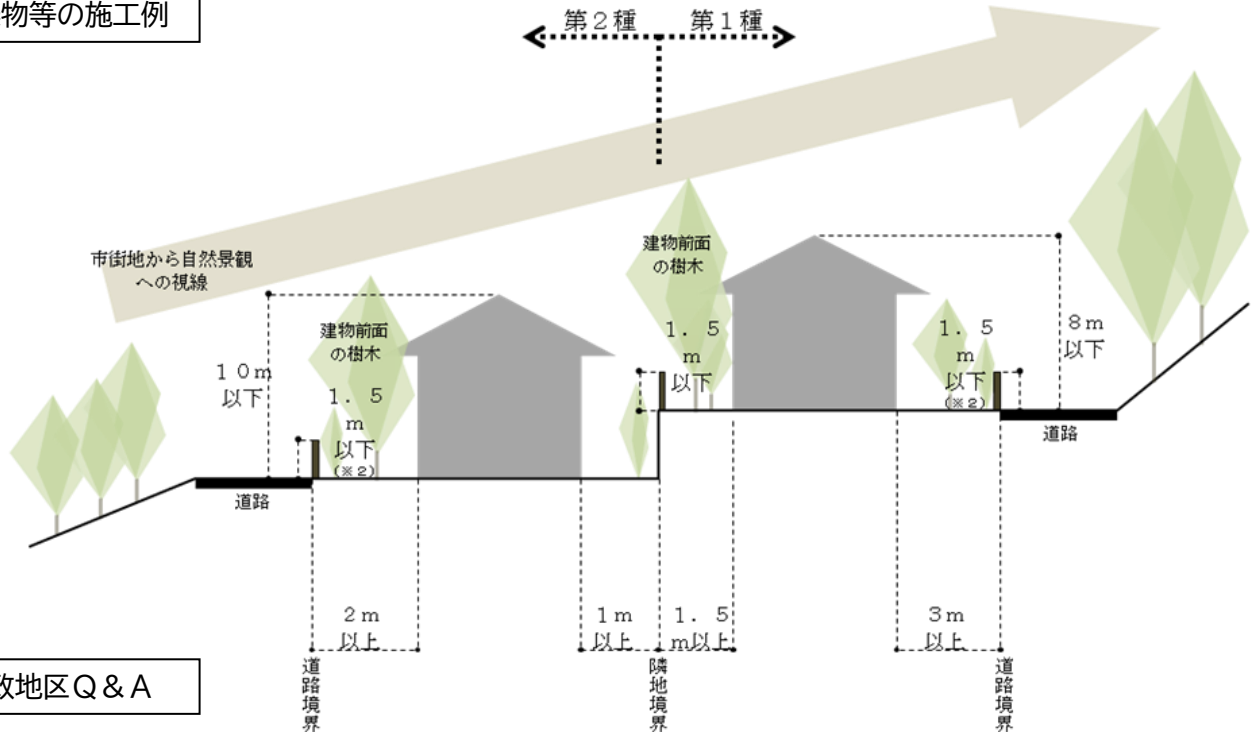 物等の施工例
第２種
第１種
市街地から自然景観
への視線
建物前面
の樹木
建物前面
の樹木
１０ｍ
以下
１．５
ｍ
以下
(※２)
１．５
ｍ
以下
１．５
ｍ
以下
(※２)
８ｍ
以下
道路
道路
２ｍ
以上
１ｍ
以上
１．５
ｍ以上
３ｍ
以上
道路境界
隣地境界
道路境界
致地区Ｑ＆Ａ